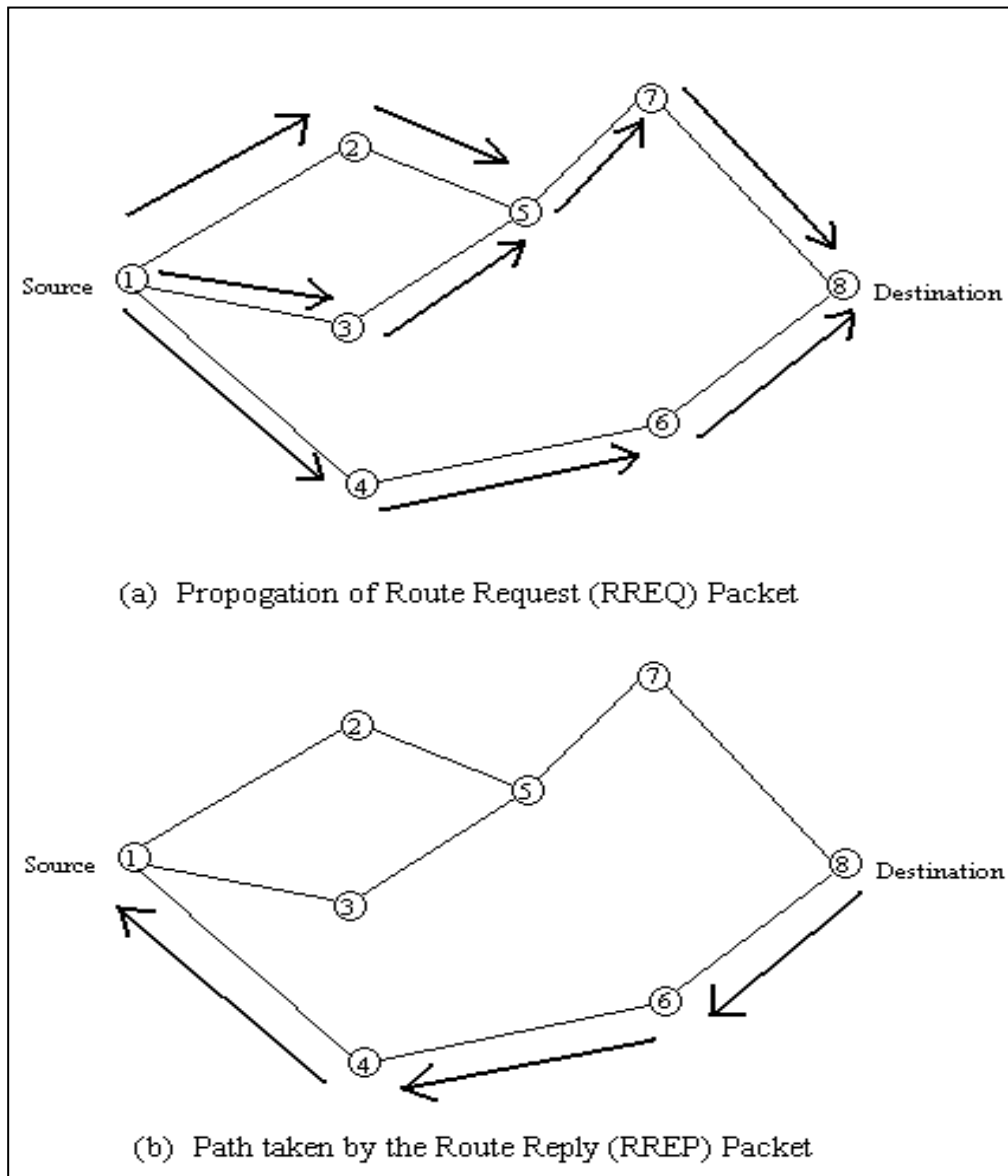 7
2
5
Source
1
8
Destination
3
6
4
(a) Propogation of Route Request (RREQ) Packet
7
2
5
Source
1
8
Destination
3
6
4
(b) Path taken by the Route Reply (RREP) Packet